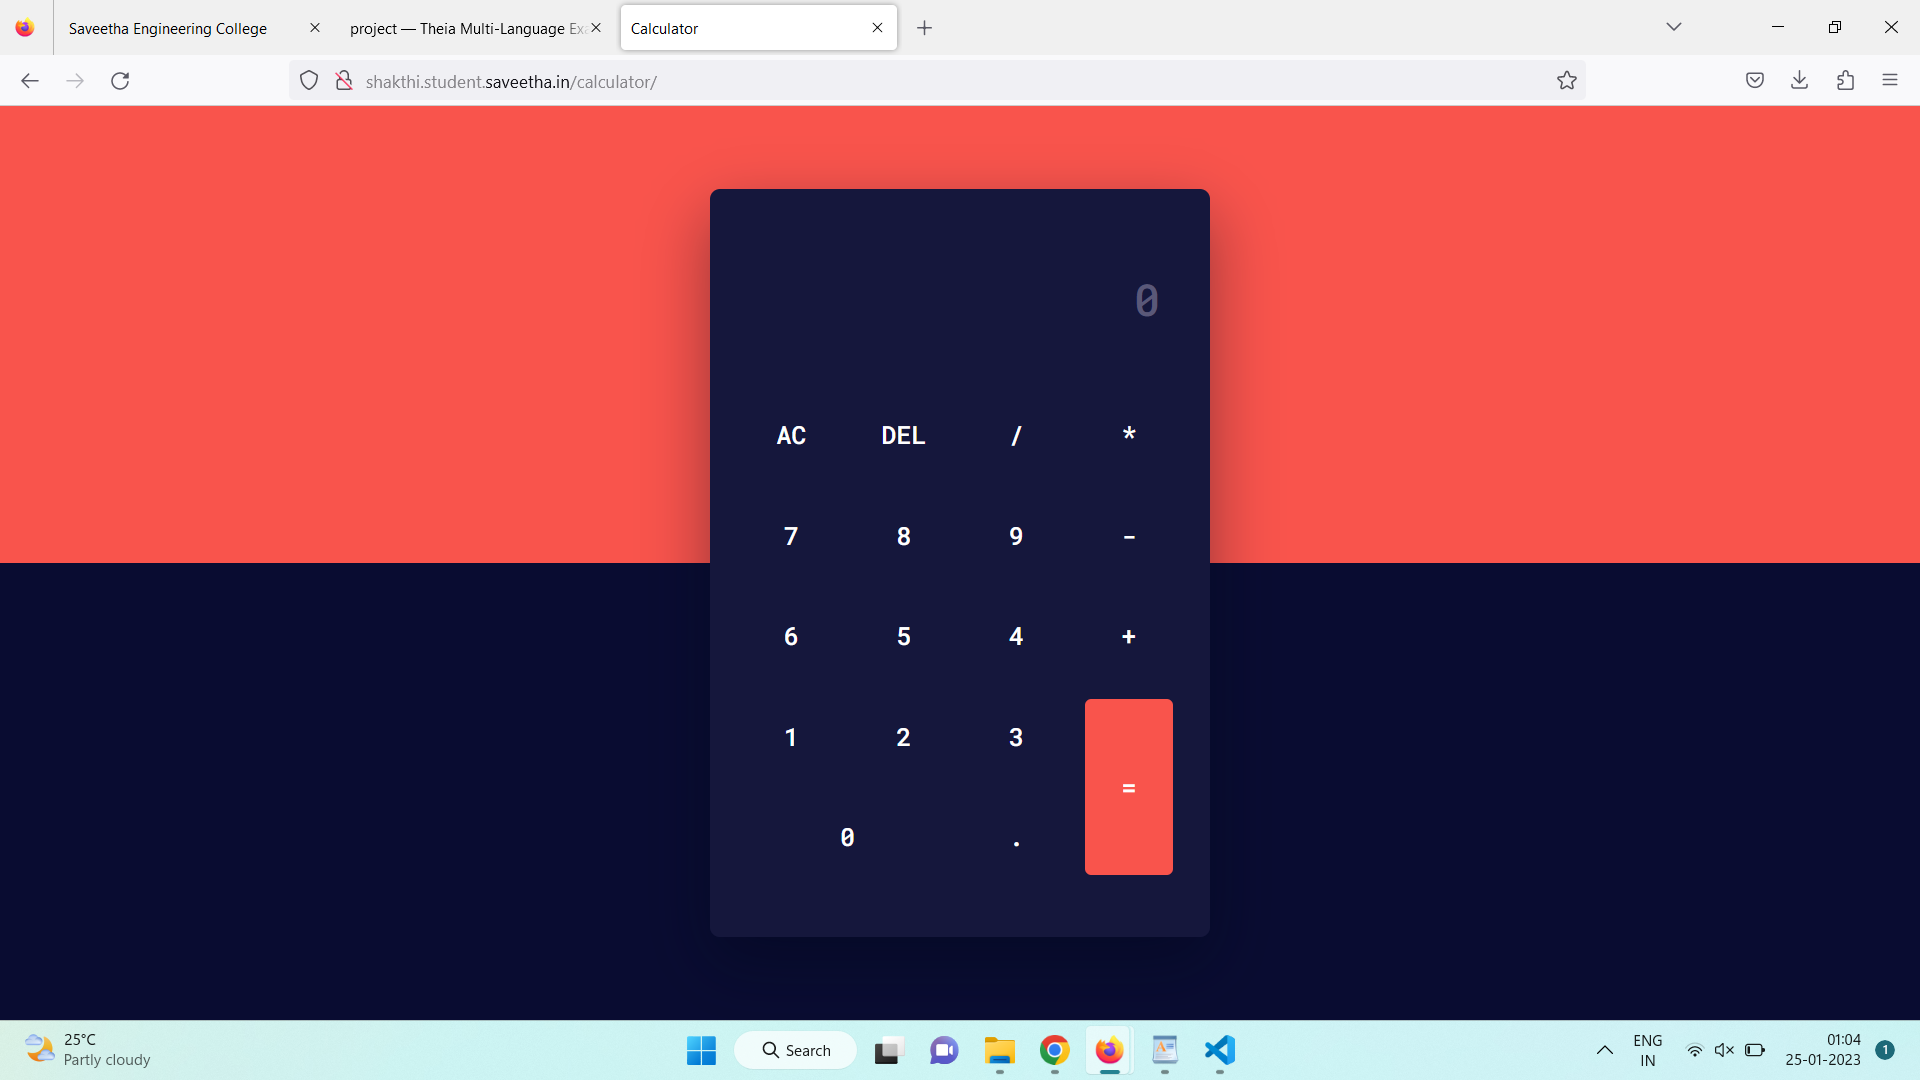 Saveetha Engineering College
project — Theia Multi-Language Exa
Calculator
shakthi.student.saveetha.in/calculator/
0
AC DEL / *
7 8 9 -
6 5 4 +
1 2 3
=
0 .
25°C
Partly cloudy
Search
ENG
IN
01:04
25-01-2023
1